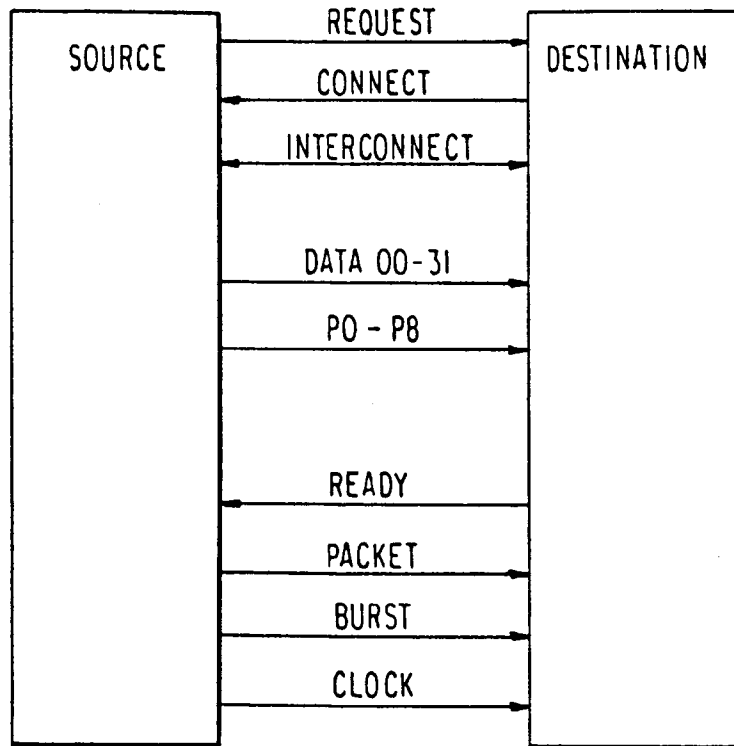 REQUEST
SOURCE
DESTINATION
CONNECT
INTERCONNECT
DATA 00-31
P0 - P8
READY
PACKET
BURST
CLOCK